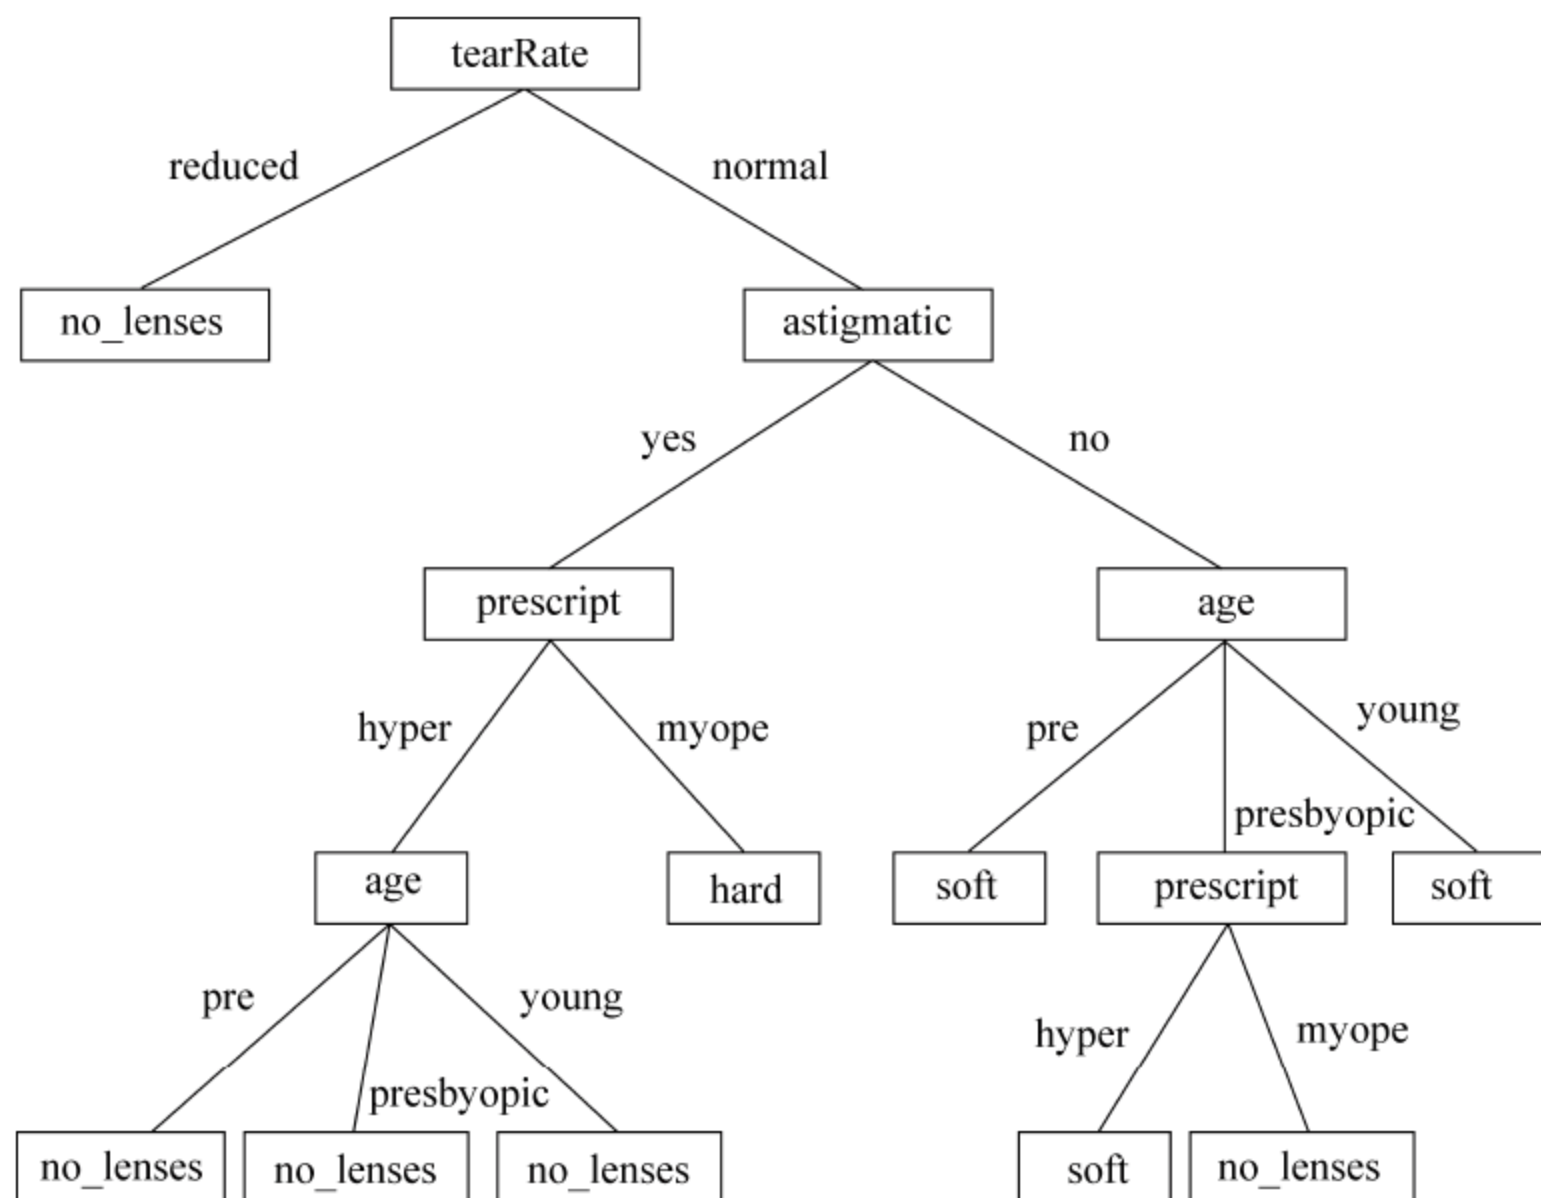 tearRate
reduced
normal
no_lenses
astigmatic
yes
no
prescript
age
hyper
myope
pre
young
presbyopic
age
hard
soft
prescript
soft
pre
young
presbyopic
hyper
myope
no_lenses
no_lenses
no_lenses
soft
no_lenses